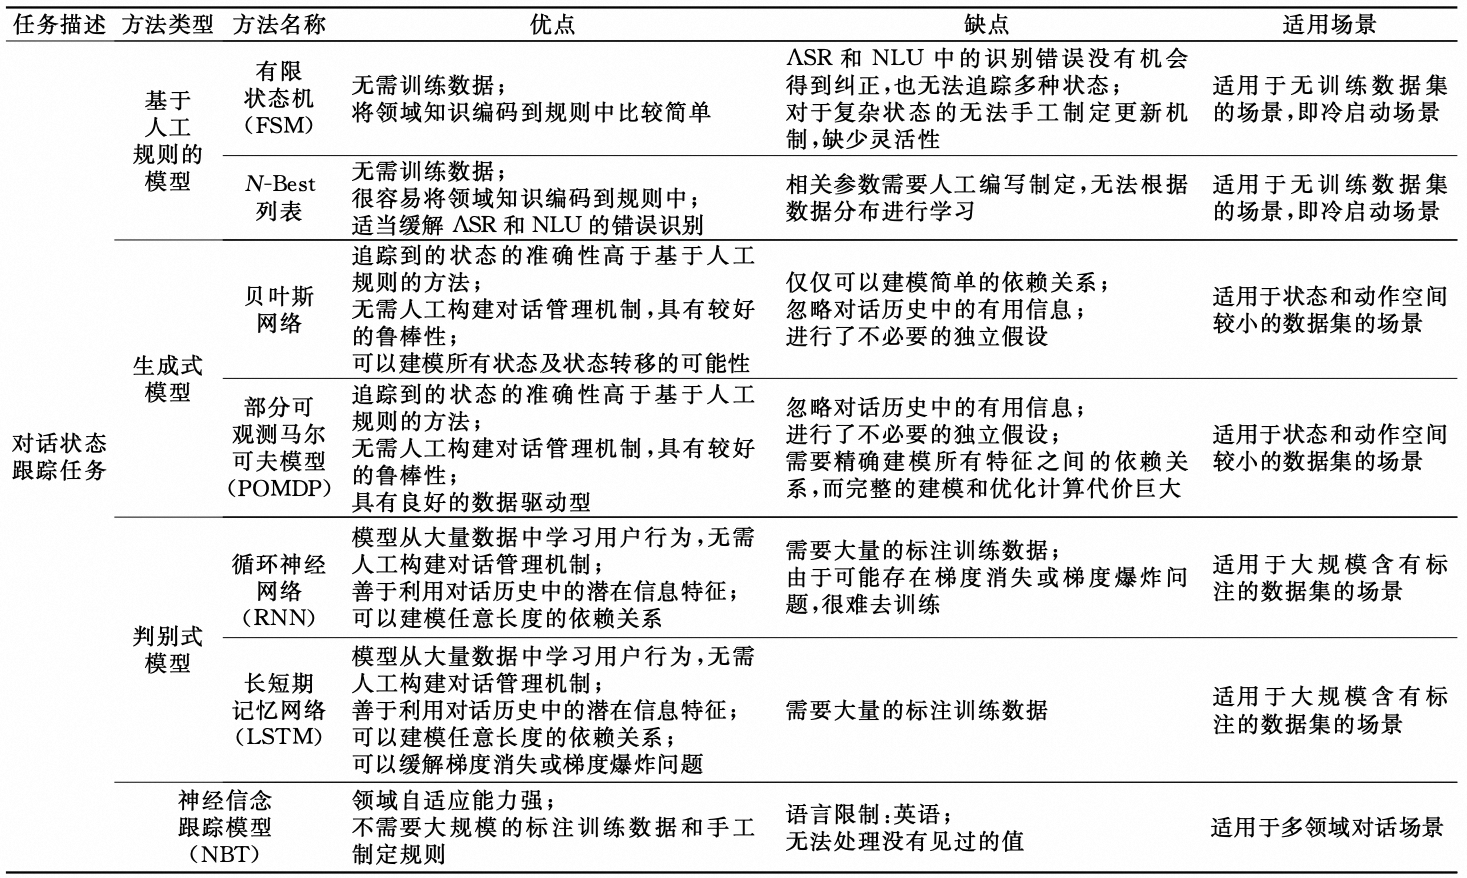 任务描述 方法类型 方法名称 优点 缺点 适用场景
对话状态
跟踪任务
基于
人工
规则的
模型
有限
状态机
(FSM)
无需训练数据;
将领域知识编码到规则中比较简单
ASR 和 NLU 中的识别错误没有机会
得到纠正,也无法追踪多种状态;
对于复杂状态的无法手工制定更新机
制,缺少灵活性
适用于无训练数据集
的场景,即冷启动场景
N-Best
列表
无需训练数据;
很容易将领域知识编码到规则中;
适当缓解 ASR 和 NLU 的错误识别
相关参数需要人工编写制定,无法根据
数据分布进行学习
适用于无训练数据集
的场景,即冷启动场景
生成式
模型
贝叶斯
网络
追踪到的状态的准确性高于基于人工
规则的方法;
无需人工构建对话管理机制,具有较好
的鲁棒性;
可以建模所有状态及状态转移的可能性
仅仅可以建模简单的依赖关系;
忽略对话历史中的有用信息;
进行了不必要的独立假设
适用于状态和动作空间
较小的数据集的场景
部分可
观测马尔
可夫模型
(POMDP)
追踪到的状态的准确性高于基于人工
规则的方法;
无需人工构建对话管理机制,具有较好
的鲁棒性;
具有良好的数据驱动型
忽略对话历史中的有用信息;
进行了不必要的独立假设;
需要精确建模所有特征之间的依赖关
系,而完整的建模和优化计算代价巨大
适用于状态和动作空间
较小的数据集的场景
判别式
模型
循环神经
网络
(RNN)
模型从大量数据中学习用户行为,无需
人工构建对话管理机制;
善于利用对话历史中的潜在信息特征;
可以建模任意长度的依赖关系
需要大量的标注训练数据;
由于可能存在梯度消失或梯度爆炸问
题,很难去训练
适用于大规模含有标
注的数据集的场景
长短期
记忆网络
(LSTM)
模型从大量数据中学习用户行为,无需
人工构建对话管理机制;
善于利用对话历史中的潜在信息特征;
可以建模任意长度的依赖关系;
可以缓解梯度消失或梯度爆炸问题
需要大量的标注训练数据
适用于大规模含有标
注的数据集的场景
神经信念
跟踪模型
(NBT)
领域自适应能力强;
不需要大规模的标注训练数据和手工
制定规则
语言限制:英语;
无法处理没有见过的值
适用于多领域对话场景